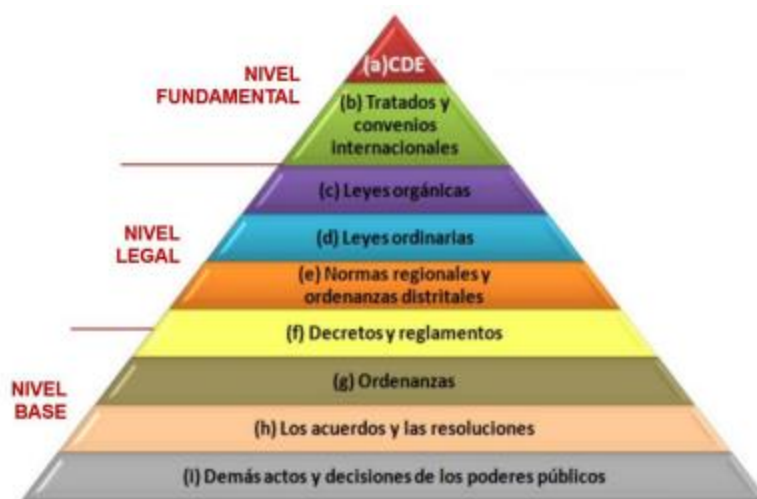 (a)CDE
NIVEL
FUNDAMENTAL
(b) Tratados y
convenios
internacionales
(c) Leyes orgánicas
NIVEL
LEGAL
(d) Leyes ordinarias
(e) Normas regionales y
ordenanzas distritales
(f) Decretos y reglamentos
NIVEL
BASE
(g) Ordenanzas
(h) Los acuerdos y las resoluciones
(i) Demás actos y decisiones de los poderes públicos